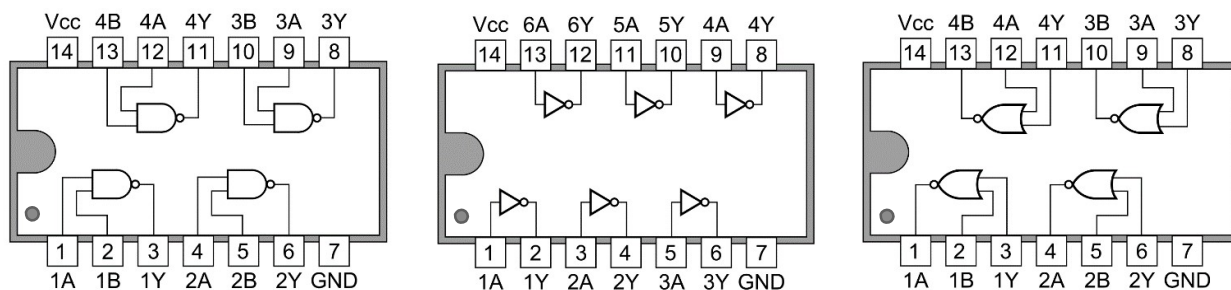 Vcc 4B 4A 4Y 3B 3A 3Y
14 13 12 11 10 9 8
1 2 3 4 5 6 7
1A 1B 1Y 2A 2B 2Y GND
Vcc 6A 6Y 5A 5Y 4A 4Y
14 13 12 11 10 9 8
1 2 3 4 5 6 7
1A 1Y 2A 2Y 3A 3Y GND
Vcc 4B 4A 4Y 3B 3A 3Y
14 13 12 11 10 9 8
1 2 3 4 5 6 7
1A 1B 1Y 2A 2B 2Y GND